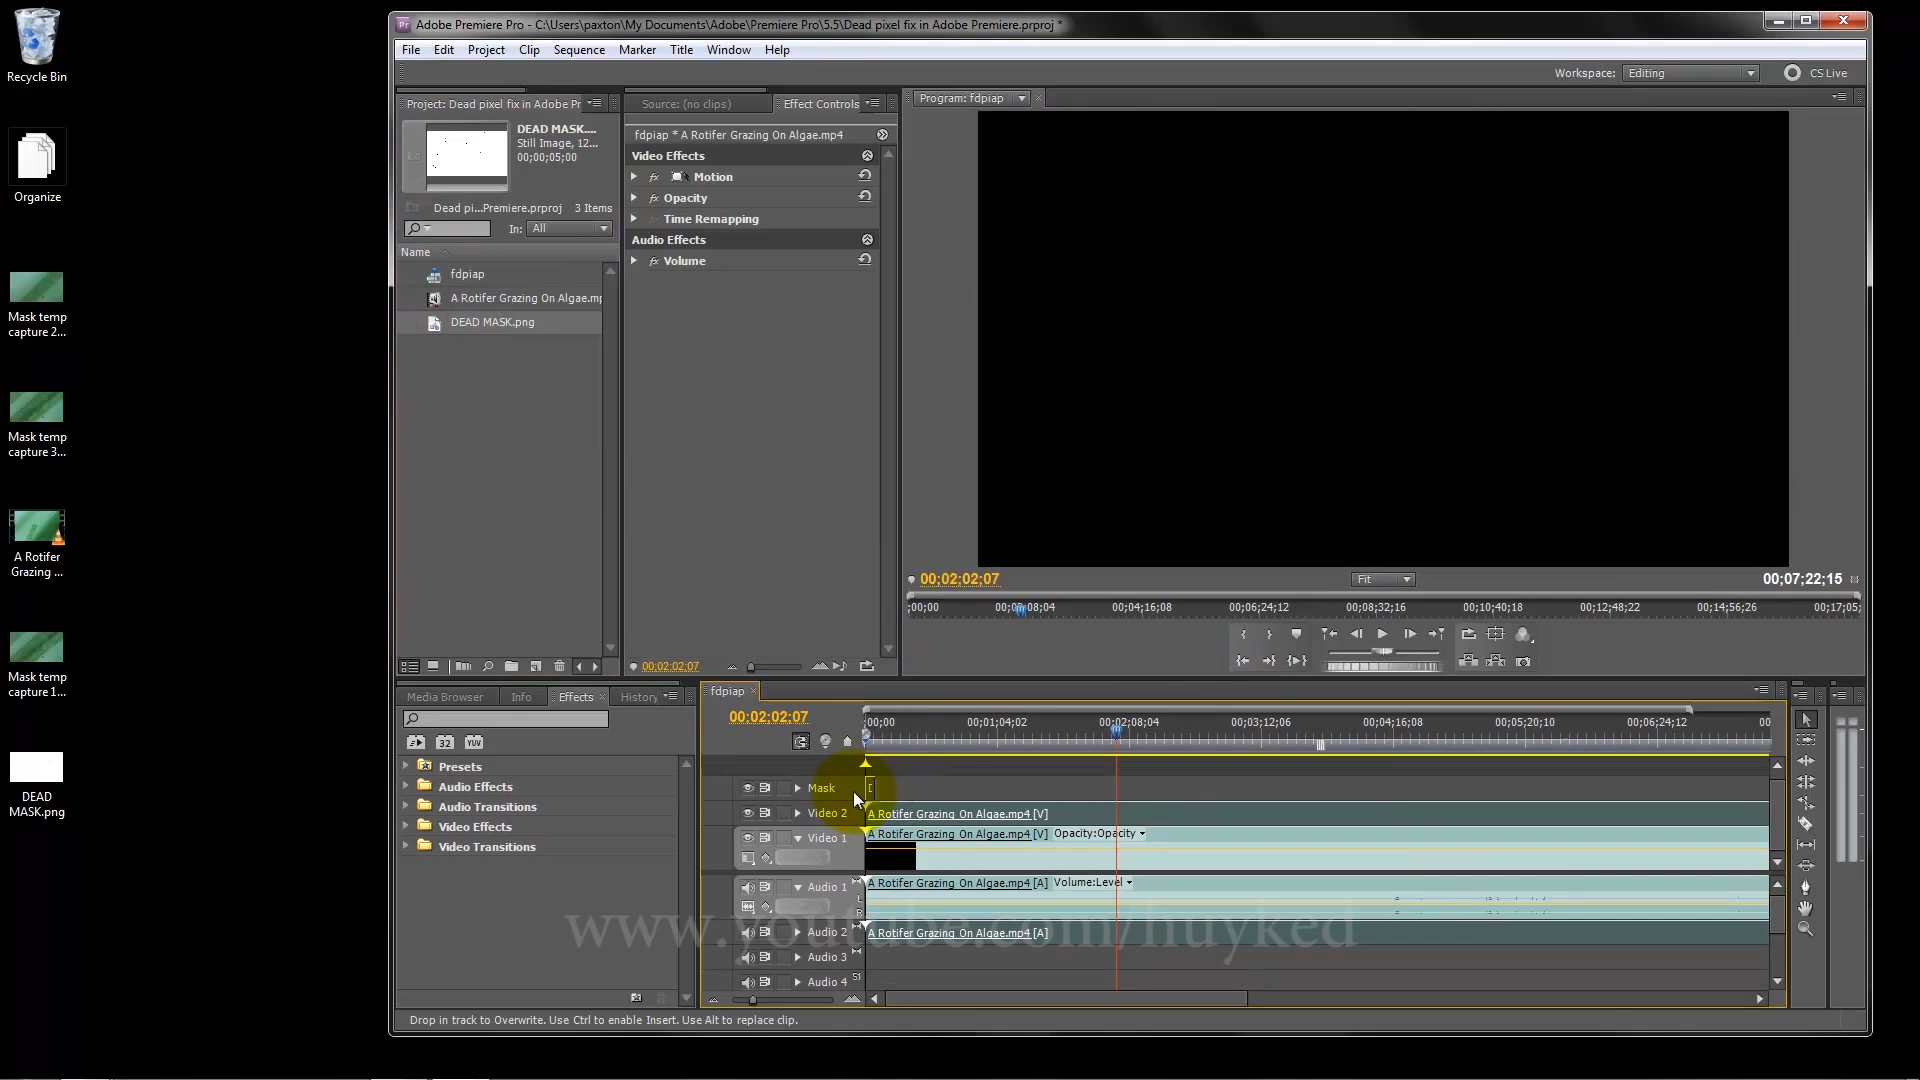 Recycle Bin
Organize
Mask temp
capture 2...
Mask temp
capture 3...
A Rotifer
Grazing ...
Mask temp
capture 1...
DEAD
MASK.png
Pr Adobe Premiere Pro - C:\Users\paxton\My Documents\Adobe\Premiere Pro\5.5\Dead pixel fix in Adobe Premiere.prproj *
File Edit Project Clip Sequence Marker Title Window Help
Workspace: Editing CS Live
Project: Dead pixel fix in Adobe Pr
DEAD MASK....
Still Image, 12...
00;00;05;00
Dead pi...Premiere.prproj 3 Items
In: All
Name
fdpiap
A Rotifer Grazing On Algae.mp
DEAD MASK.png
Source: (no clips) Effect Controls
fdpiap * A Rotifer Grazing On Algae.mp4
Video Effects
fx Motion
fx Opacity
Time Remapping
Audio Effects
fx Volume
00;02;02;07
Program: fdpiap
00;02;02;07 Fit 00;07;22;15
;00;00 00;02;08;04 00;04;16;08 00;06;24;12 00;08;32;16 00;10;40;18 00;12;48;22 00;14;56;26 00;17;05;
Media Browser Info Effects × History
32 YUV
Presets
Audio Effects
Audio Transitions
Video Effects
Video Transitions
fdpiap ×
00;02;02;07
;00;00 00;01;04;02 00;02;08;04 00;03;12;06 00;04;16;08 00;05;20;10 00;06;24;12 00
Mask D
Video 2 A Rotifer Grazing On Algae.mp4 [V]
Video 1 A Rotifer Grazing On Algae.mp4 [V] Opacity:Opacity
Audio 1 A Rotifer Grazing On Algae.mp4 [A] Volume:Level
L
R
Audio 2 A Rotifer Grazing On Algae.mp4 [A]
Audio 3
Audio 4 5.1
www.youtube.com/huyked
Drop in track to Overwrite. Use Ctrl to enable Insert. Use Alt to replace clip.